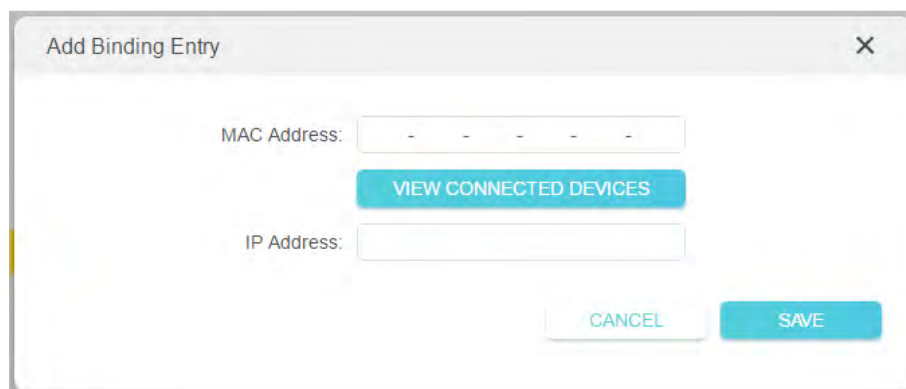 Add Binding Entry
MAC Address: - - - - -
VIEW CONNECTED DEVICES
IP Address:
CANCEL SAVE